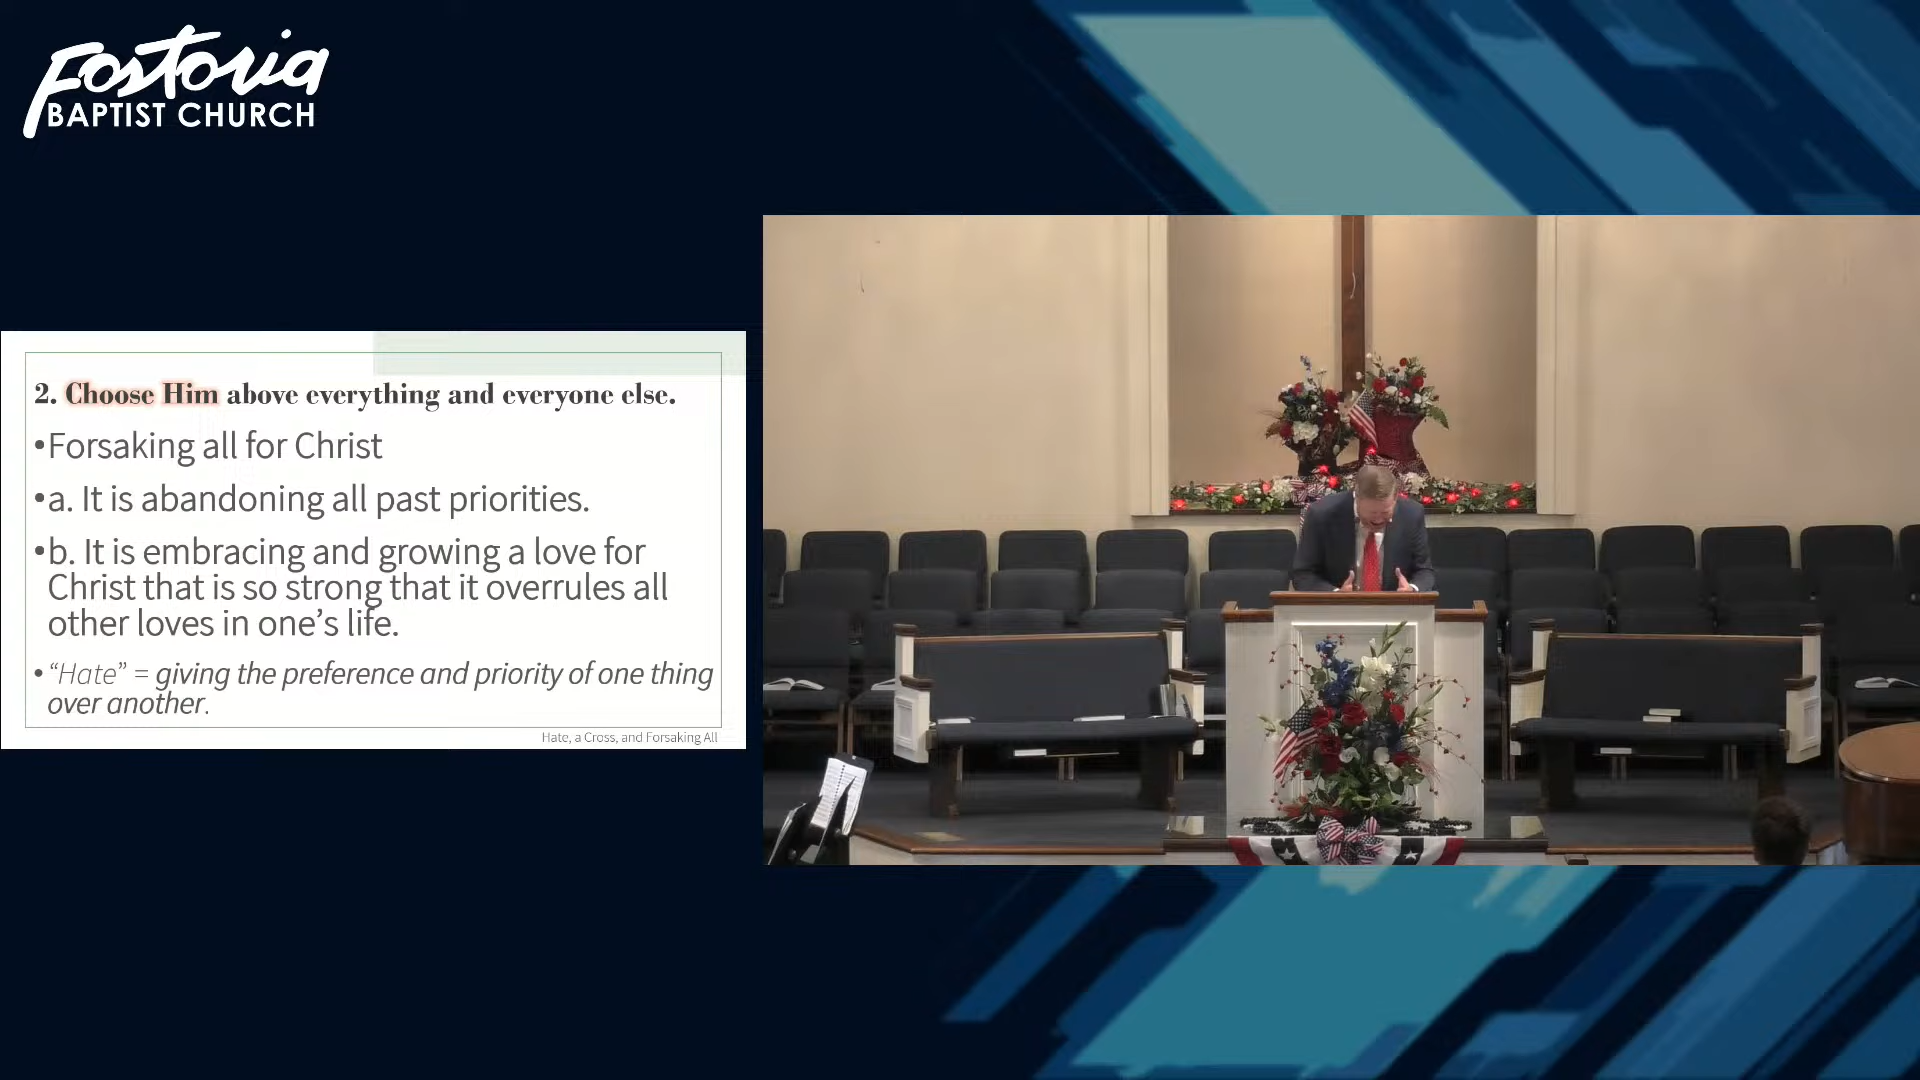 Fostoria
BAPTIST CHURCH
2. Choose Him above everything and everyone else.
•Forsaking all for Christ
•a. It is abandoning all past priorities.
•b. It is embracing and growing a love for
Christ that is so strong that it overrules all
other loves in one’s life.
•“Hate” = giving the preference and priority of one thing
over another.
Hate, a Cross, and Forsaking All